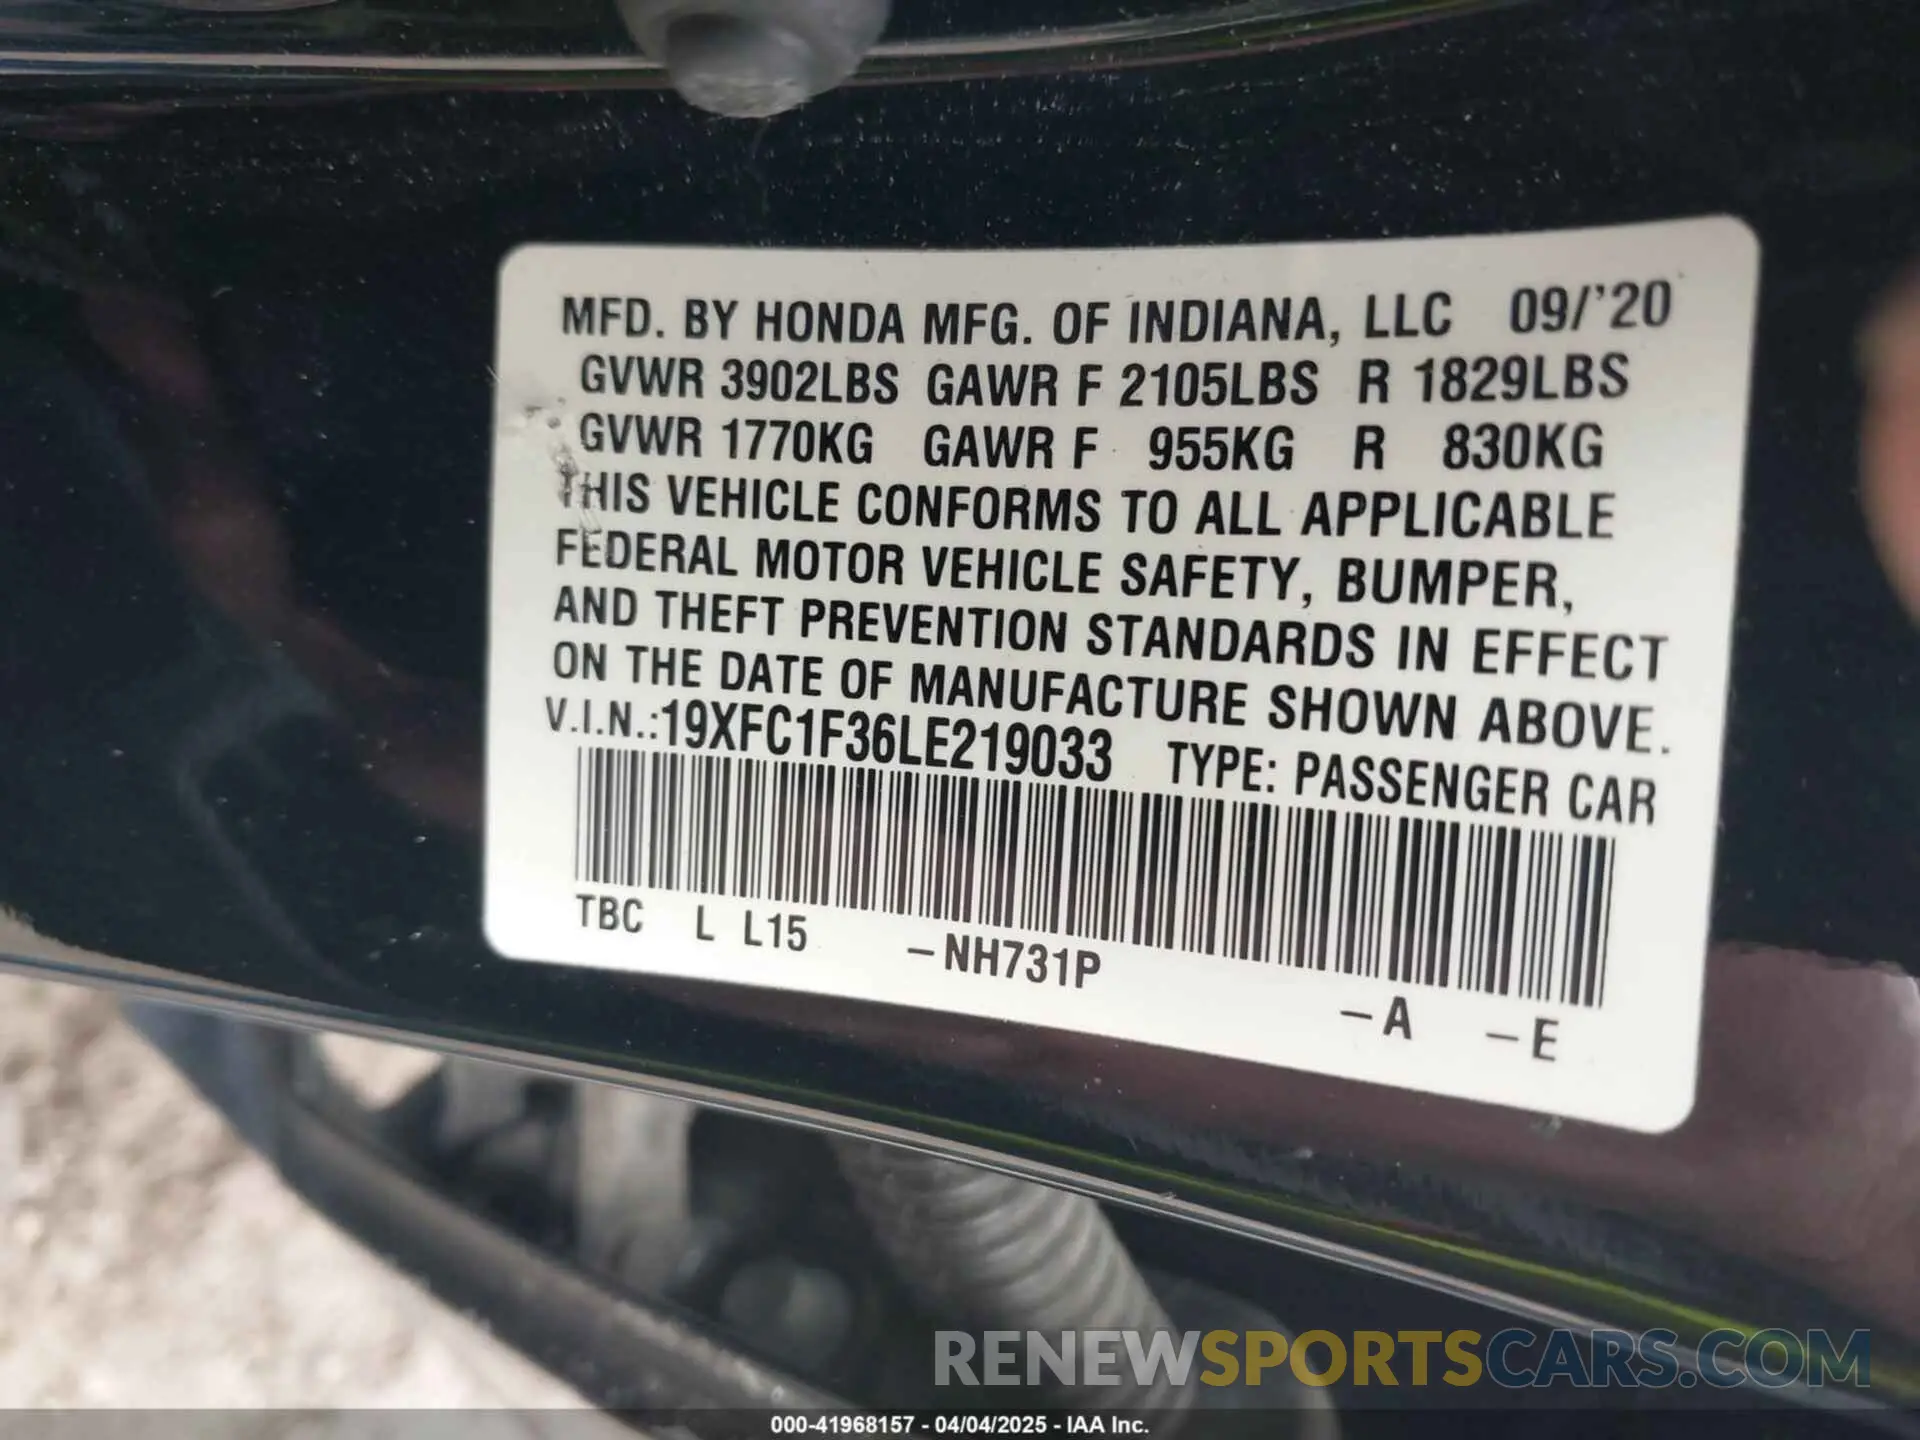 MFD. BY HONDA MFG. OF INDIANA, LLC 09/'20
GVWR 3902LBS GAWR F 2105LBS R 1829LBS
GVWR 1770KG GAWR F 955KG R 830KG
THIS VEHICLE CONFORMS TO ALL APPLICABLE
FEDERAL MOTOR VEHICLE SAFETY, BUMPER,
AND THEFT PREVENTION STANDARDS IN EFFECT
ON THE DATE OF MANUFACTURE SHOWN ABOVE.
V.I.N.:19XFC1F36LE219033 TYPE: PASSENGER CAR
TBC L L15 -NH731P -A -E
RENEWSPORTSCARS.COM
000-41968157 - 04/04/2025 - IAA Inc.